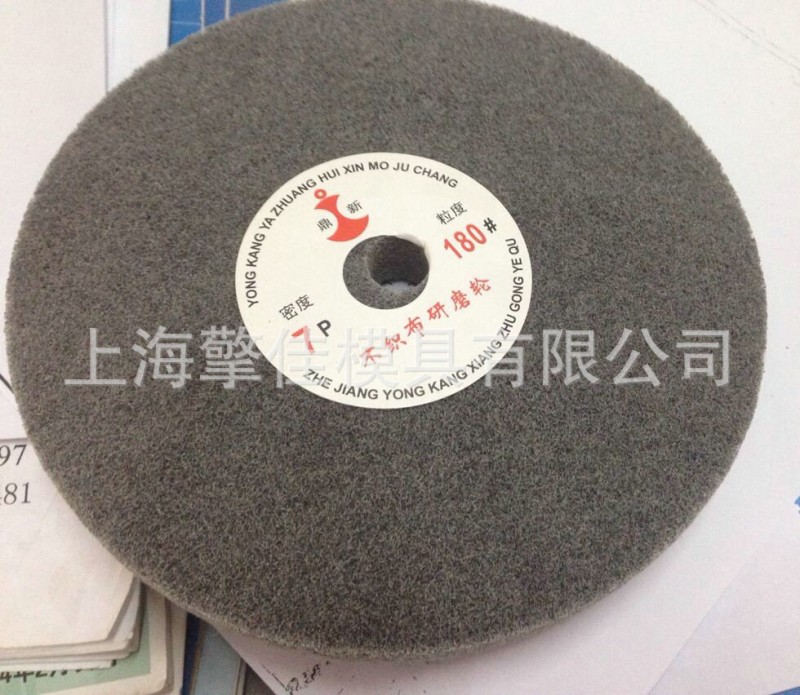 YONG KANG YA ZHUANG HUI XIN MO JU CHANG
鼎新
粒度
180#
密度
7P
不织布研磨轮
上海擎佳模具有限公司
ZHE JIANG YONG KANG XIANG ZHU GONG YE QU
97
481